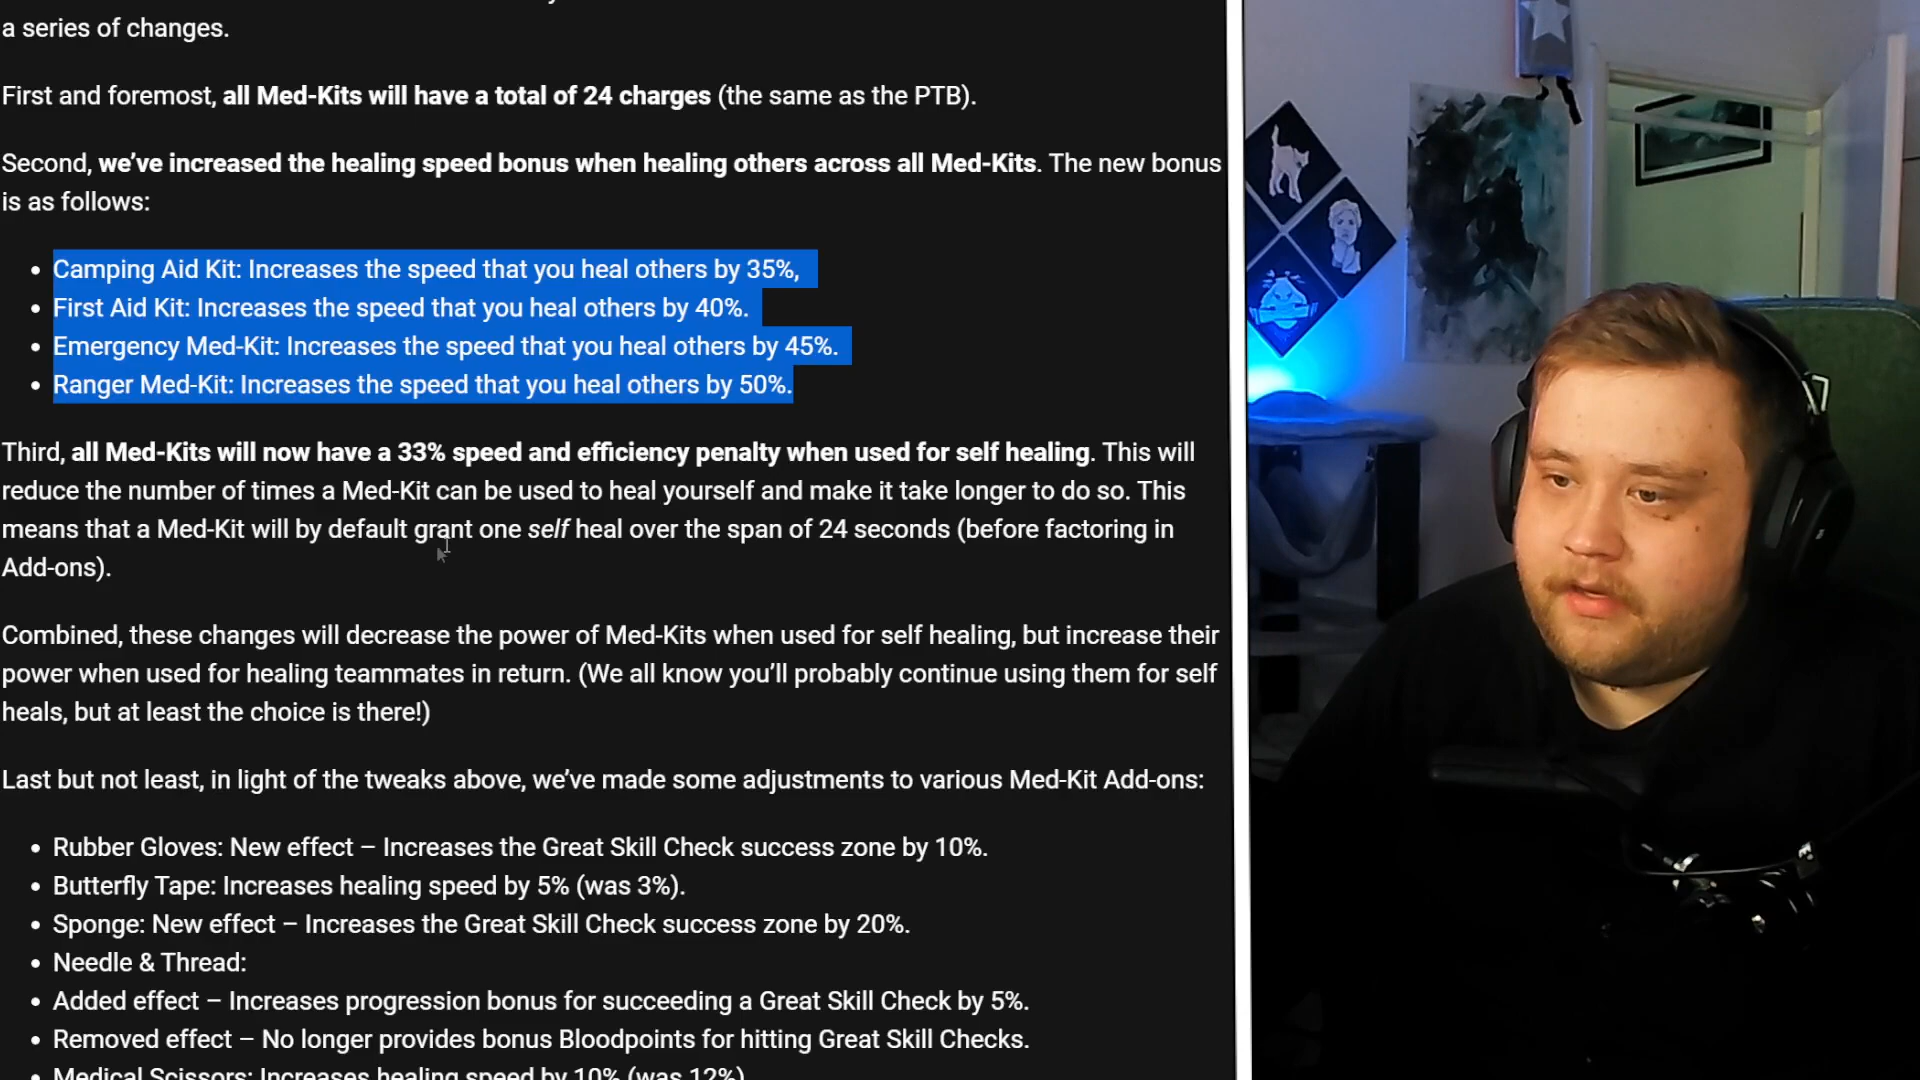 a series of changes.
First and foremost, all Med-Kits will have a total of 24 charges (the same as the PTB).
Second, we've increased the healing speed bonus when healing others across all Med-Kits. The new bonus
is as follows:
• Camping Aid Kit: Increases the speed that you heal others by 35%,
• First Aid Kit: Increases the speed that you heal others by 40%.
• Emergency Med-Kit: Increases the speed that you heal others by 45%.
• Ranger Med-Kit: Increases the speed that you heal others by 50%.
Third, all Med-Kits will now have a 33% speed and efficiency penalty when used for self healing. This will
reduce the number of times a Med-Kit can be used to heal yourself and make it take longer to do so. This
means that a Med-Kit will by default grant one self heal over the span of 24 seconds (before factoring in
Add-ons).
Combined, these changes will decrease the power of Med-Kits when used for self healing, but increase their
power when used for healing teammates in return. (We all know you'll probably continue using them for self
heals, but at least the choice is there!)
Last but not least, in light of the tweaks above, we've made some adjustments to various Med-Kit Add-ons:
• Rubber Gloves: New effect – Increases the Great Skill Check success zone by 10%.
• Butterfly Tape: Increases healing speed by 5% (was 3%).
• Sponge: New effect – Increases the Great Skill Check success zone by 20%.
• Needle & Thread:
• Added effect – Increases progression bonus for succeeding a Great Skill Check by 5%.
• Removed effect – No longer provides bonus Bloodpoints for hitting Great Skill Checks.
• Medical Scissors: Increases healing speed by 10% (was 12%)